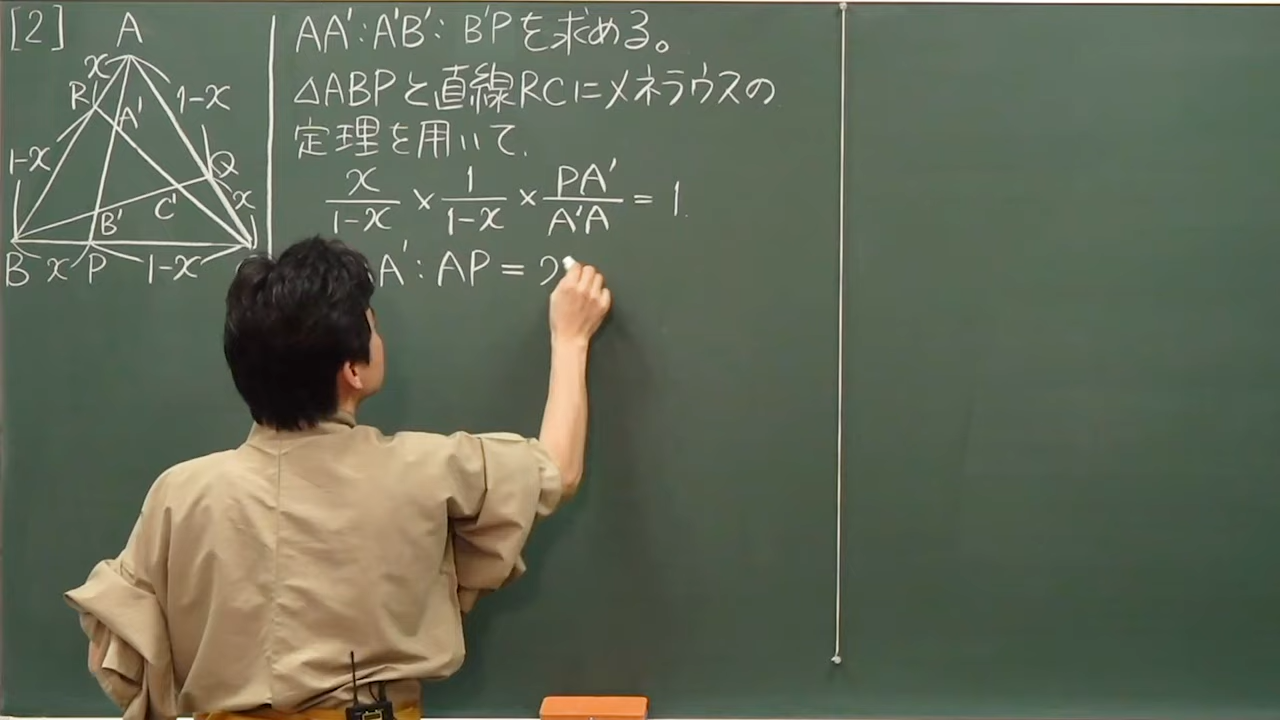 [2]
A
x
R
A'
1-x
1-x
Q
x
C'
B'
B x P 1-x
AA':A'B':B'Pを求める。
△ABPと直線RCにメネラウスの
定理を用いて、
x/1-x × 1/1-x × PA'/A'A = 1.
A':AP=